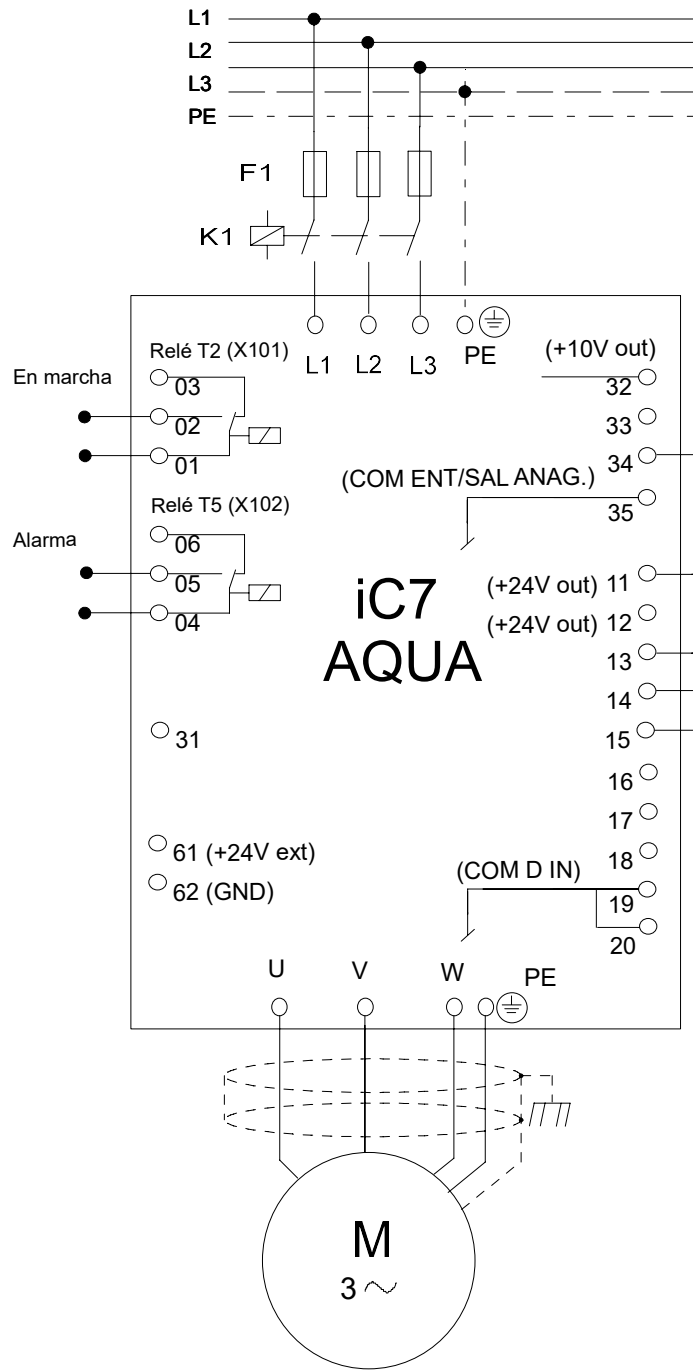 L1
L2
L3
PE
F1
K1
L1 L2 L3 PE
Relé T2 (X101)
En marcha
03
02
01
Relé T5 (X102)
Alarma
06
05
04
31
61 (+24V ext)
62 (GND)
(+10V out)
32
33
34
(COM ENT/SAL ANAG.)
35
iC7
AQUA
(+24V out) 11
(+24V out) 12
13
14
15
16
17
18
(COM D IN)
19
20
U V W PE
M
3